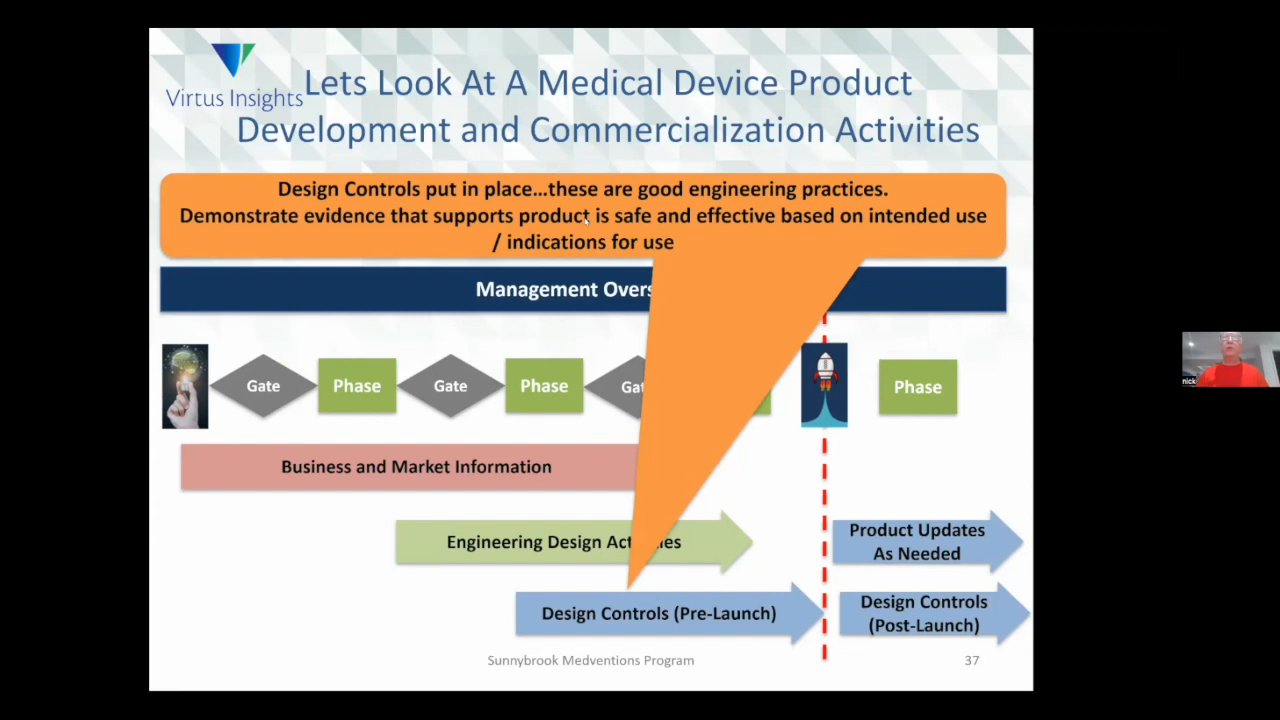 Virtus Insights
Lets Look At A Medical Device Product
Development and Commercialization Activities
Design Controls put in place...these are good engineering practices.
Demonstrate evidence that supports product is safe and effective based on intended use
/ indications for use
Management
Gate
Phase
Gate
Phase
Phase
Business and Market Information
Engineering Design
Product Updates
As Needed
Design Controls (Pre-Launch)
Design Controls
(Post-Launch)
Sunnybrook Medventions Program
37
nick